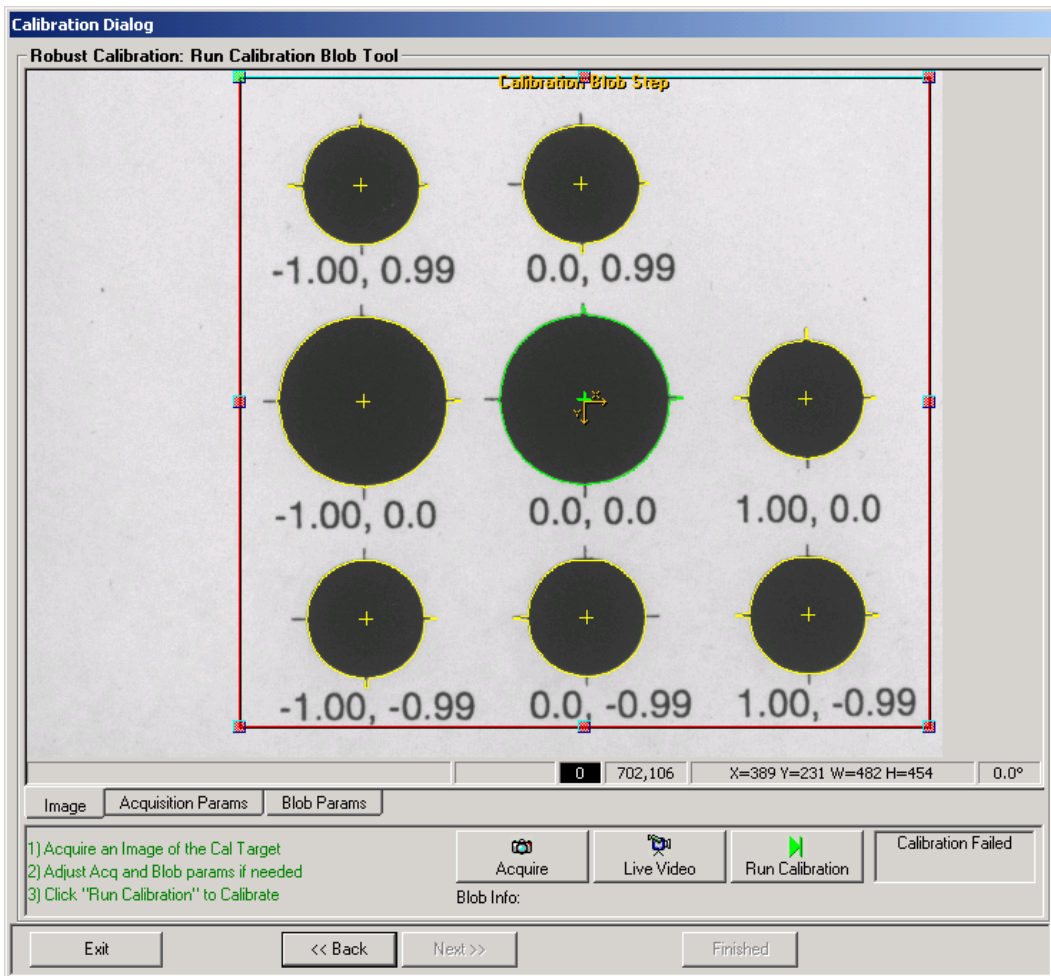 Calibration Dialog
Robust Calibration: Run Calibration Blob Tool
Calibration Blob Step
-1.00, 0.99
0.0, 0.99
X
Y
-1.00, 0.0
0.0, 0.0
1.00, 0.0
-1.00, -0.99
0.0, -0.99
1.00, -0.99
0
702,106
X=389 Y=231 W=482 H=454
0.0°
Image
Acquisition Params
Blob Params
1) Acquire an Image of the Cal Target
2) Adjust Acq and Blob params if needed
3) Click "Run Calibration" to Calibrate
Acquire
Live Video
Run Calibration
Calibration Failed
Blob Info:
Exit
<< Back
Next >>
Finished